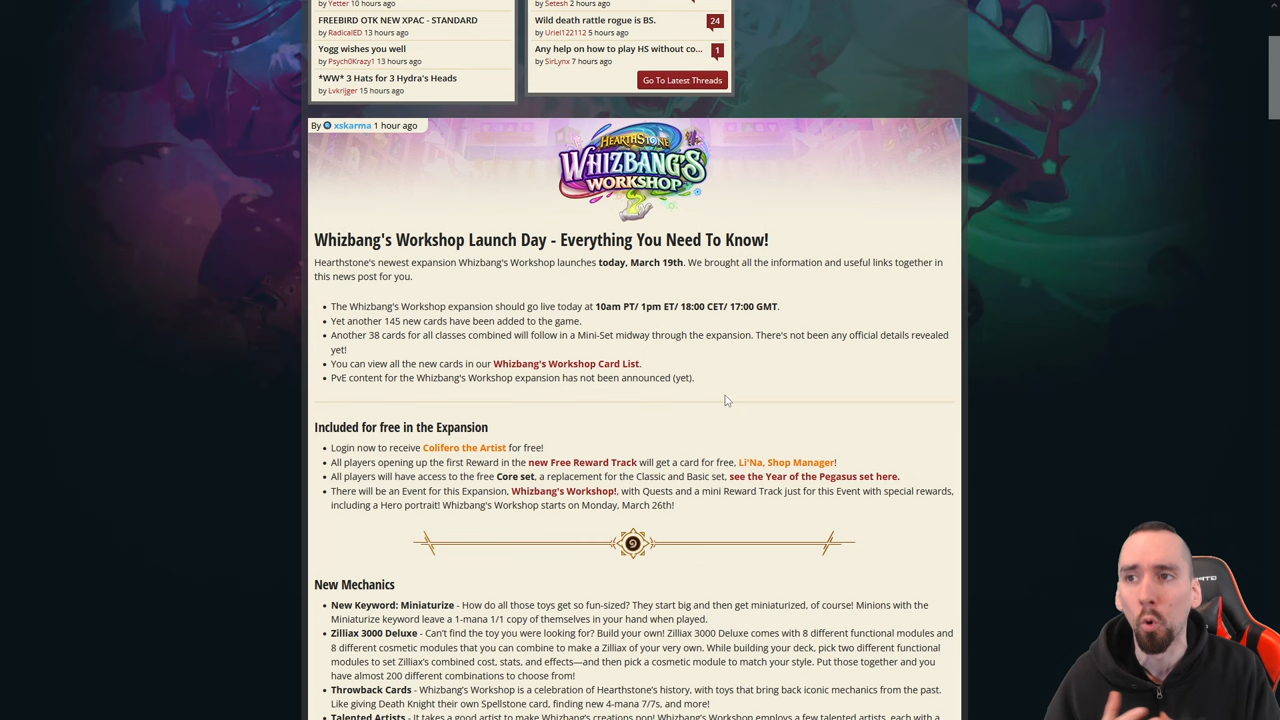 by Yetter 10 hours ago
FREEBIRD OTK NEW XPAC - STANDARD
by RadicalED 13 hours ago
Yogg wishes you well
by Psych0Krazy1 13 hours ago
*WW* 3 Hats for 3 Hydra's Heads
by Lvkrijger 15 hours ago
by Setesh 2 hours ago
Wild death rattle rogue is BS.
24
by Uriel122112 5 hours ago
Any help on how to play HS without co...
1
by SirLynx 7 hours ago
Go To Latest Threads
By xskarma 1 hour ago
HEARTHSTONE
WHIZBANG'S
WORKSHOP
Whizbang's Workshop Launch Day - Everything You Need To Know!
Hearthstone's newest expansion Whizbang's Workshop launches today, March 19th. We brought all the information and useful links together in
this news post for you.
• The Whizbang's Workshop expansion should go live today at 10am PT/ 1pm ET/ 18:00 CET/ 17:00 GMT.
• Yet another 145 new cards have been added to the game.
• Another 38 cards for all classes combined will follow in a Mini-Set midway through the expansion. There's not been any official details revealed
yet!
• You can view all the new cards in our Whizbang's Workshop Card List.
• PvE content for the Whizbang's Workshop expansion has not been announced (yet).
Included for free in the Expansion
• Login now to receive Colifero the Artist for free!
• All players opening up the first Reward in the new Free Reward Track will get a card for free, Li'Na, Shop Manager!
• All players will have access to the free Core set, a replacement for the Classic and Basic set, see the Year of the Pegasus set here.
• There will be an Event for this Expansion, Whizbang's Workshop!, with Quests and a mini Reward Track just for this Event with special rewards,
including a Hero portrait! Whizbang's Workshop starts on Monday, March 26th!
New Mechanics
• New Keyword: Miniaturize - How do all those toys get so fun-sized? They start big and then get miniaturized, of course! Minions with the
Miniaturize keyword leave a 1-mana 1/1 copy of themselves in your hand when played.
• Zilliax 3000 Deluxe - Can't find the toy you were looking for? Build your own! Zilliax 3000 Deluxe comes with 8 different functional modules and
8 different cosmetic modules that you can combine to make a Zilliax of your very own. While building your deck, pick two different functional
modules to set Zilliax's combined cost, stats, and effects—and then pick a cosmetic module to match your style. Put those together and you
have almost 200 different combinations to choose from!
• Throwback Cards - Whizbang's Workshop is a celebration of Hearthstone's history, with toys that bring back iconic mechanics from the past.
Like giving Death Knight their own Spellstone card, finding new 4-mana 7/7s, and more!
• Talented Artists - It takes a good artist to make Whizbang's creations pop! Whizbang's Workshop employs a few talented artists, each with a